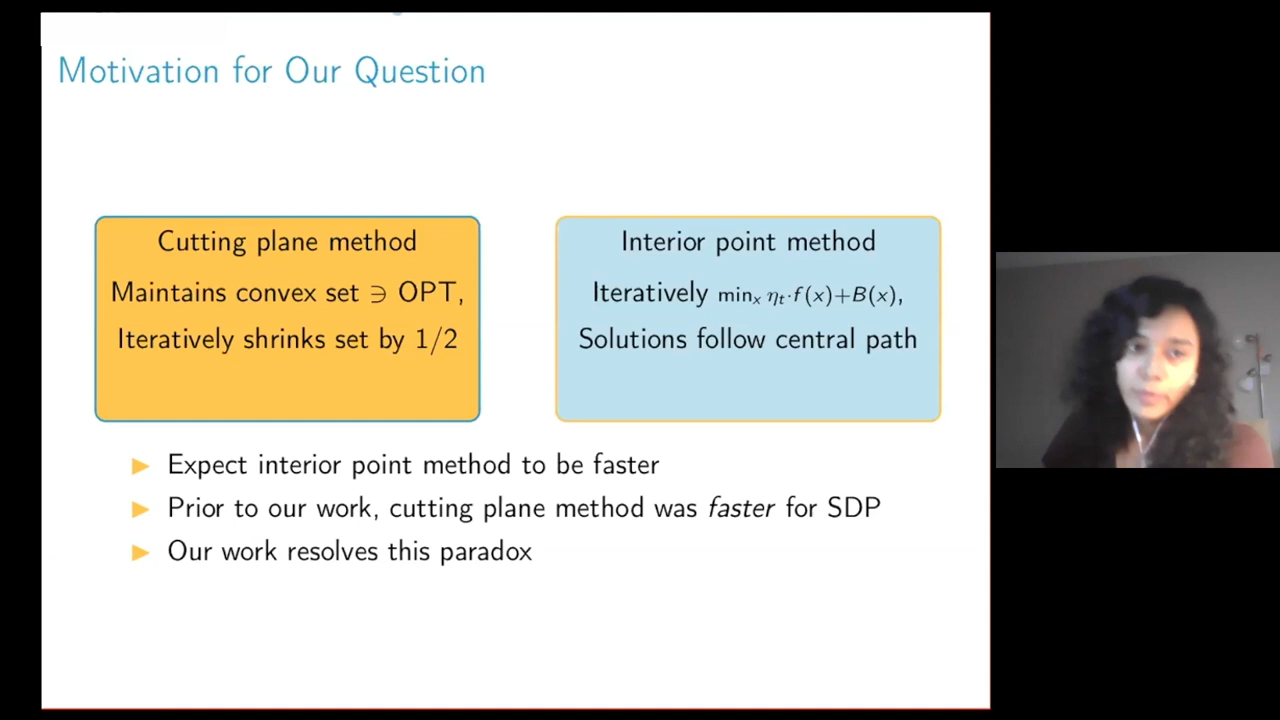 Motivation for Our Question
Cutting plane method
Maintains convex set ∋ OPT,
Iteratively shrinks set by 1/2
Interior point method
Iteratively minₓ ηₜ·f(x)+B(x),
Solutions follow central path
Expect interior point method to be faster
Prior to our work, cutting plane method was faster for SDP
Our work resolves this paradox